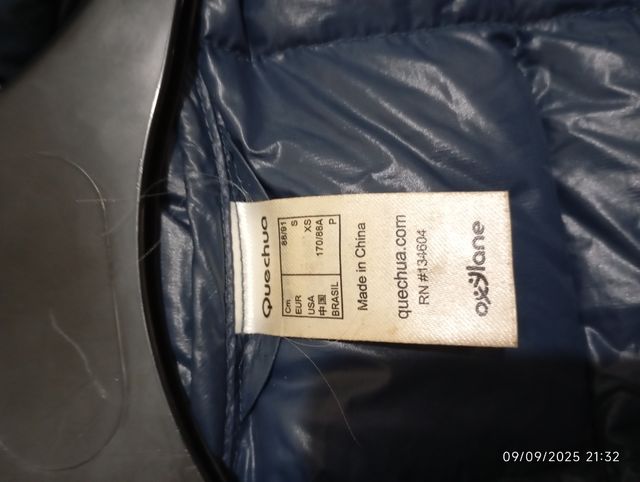 Quechua
Cm 88/91
EUR S
USA XS
中国 170/88A
BRASIL P
Made in China
quechua.com
RN #134604
oxylane
09/09/2025 21:32